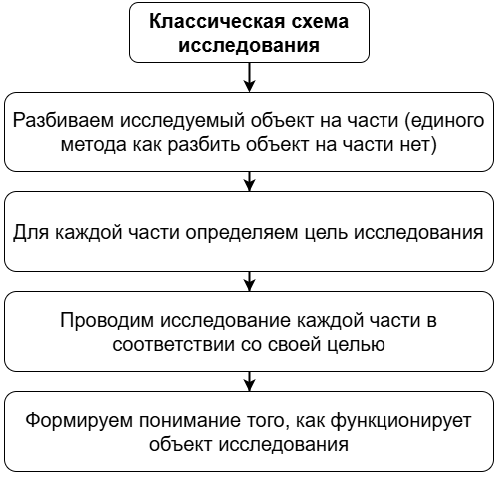 Классическая схема
исследования
Разбиваем исследуемый объект на части (единого
метода как разбить объект на части нет)
Для каждой части определяем цель исследования
Проводим исследование каждой части в
соответствии со своей целью
Формируем понимание того, как функционирует
объект исследования